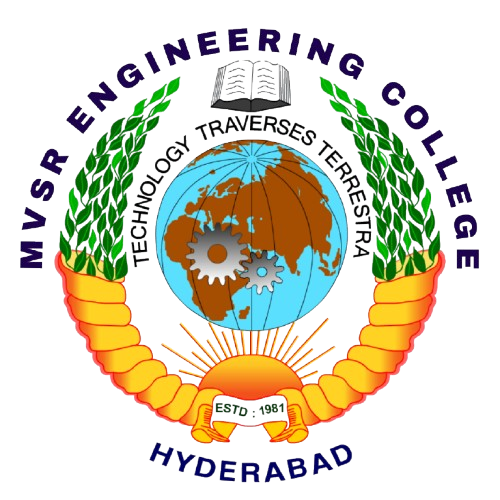 MVSR ENGINEERING COLLEGE
TECHNOLOGY TRAVERSES TERRESTRA
ESTD : 1981
HYDERABAD